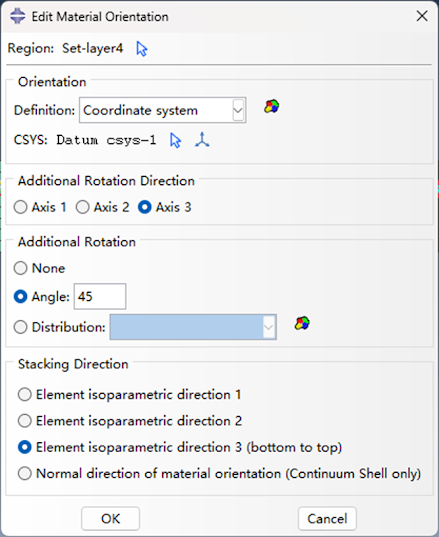 Edit Material Orientation
Region: Set-layer4
Orientation
Definition: Coordinate system
CSYS: Datum csys-1
Additional Rotation Direction
Axis 1 Axis 2 Axis 3
Additional Rotation
None
Angle: 45
Distribution:
Stacking Direction
Element isoparametric direction 1
Element isoparametric direction 2
Element isoparametric direction 3 (bottom to top)
Normal direction of material orientation (Continuum Shell only)
OK Cancel